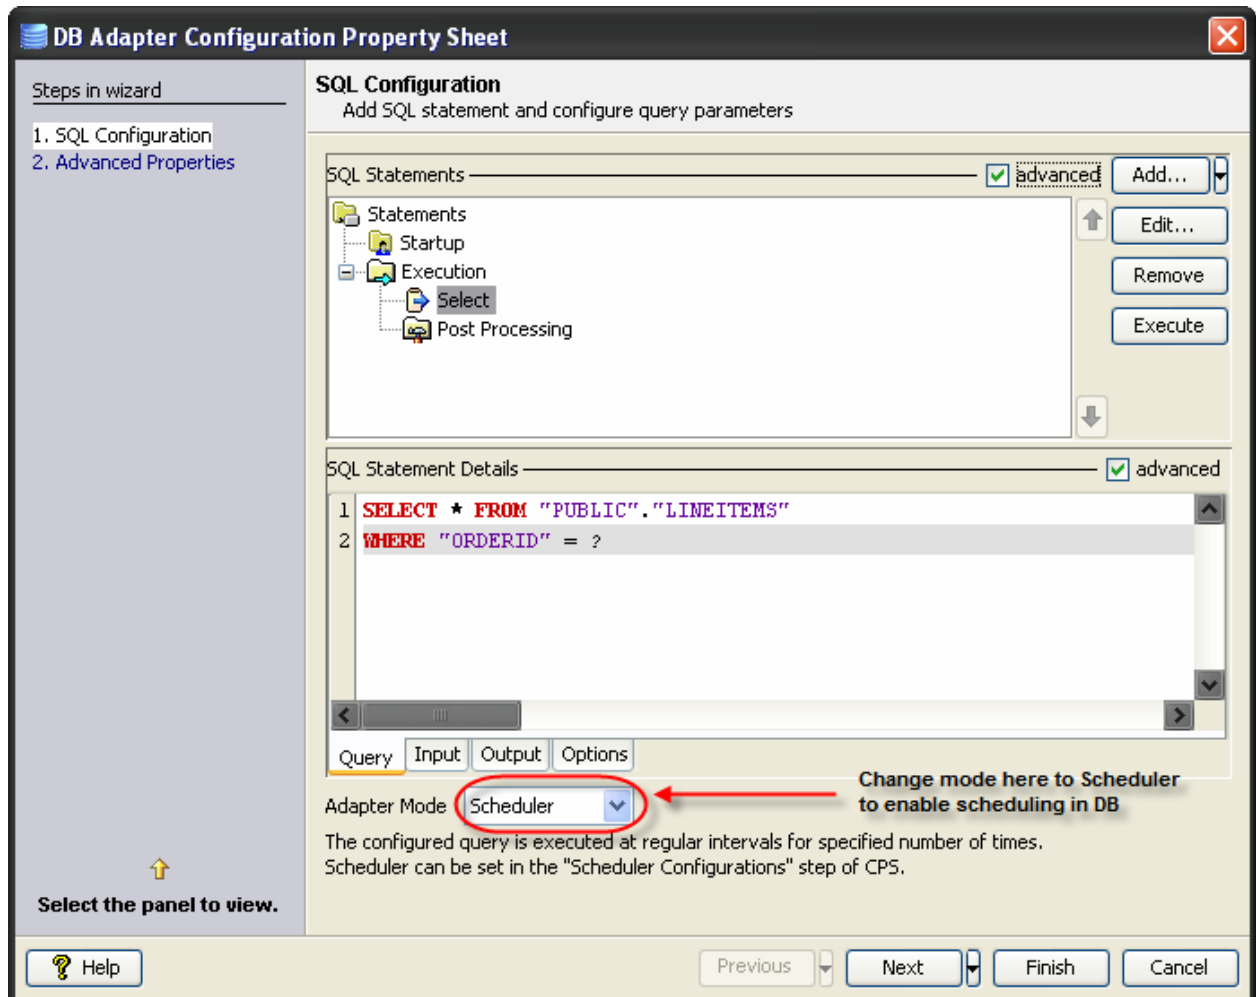 DB Adapter Configuration Property Sheet
Steps in wizard
1. SQL Configuration
2. Advanced Properties
SQL Configuration
Add SQL statement and configure query parameters
SQL Statements
advanced
Add...
Statements
Startup
Execution
Select
Post Processing
Edit...
Remove
Execute
SQL Statement Details
advanced
1 SELECT * FROM "PUBLIC"."LINEITEMS"
2 WHERE "ORDERID" = ?
Query Input Output Options
Adapter Mode Scheduler
Change mode here to Scheduler
to enable scheduling in DB
The configured query is executed at regular intervals for specified number of times.
Scheduler can be set in the "Scheduler Configurations" step of CPS.
Select the panel to view.
Help
Previous
Next
Finish
Cancel